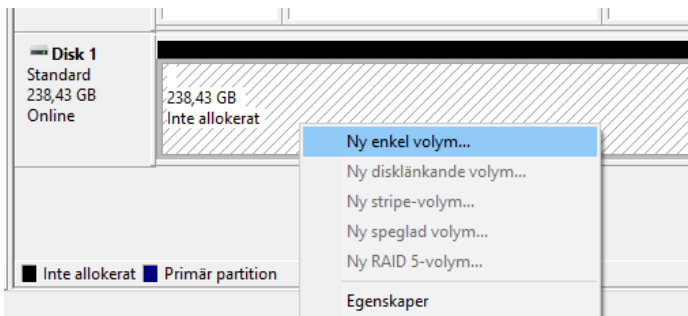 Disk 1
Standard
238,43 GB
Online
238,43 GB
Inte allokerat
Ny enkel volym...
Ny disklänkande volym...
Ny stripe-volym...
Ny speglad volym...
Ny RAID 5-volym...
Egenskaper
Inte allokerat Primär partition